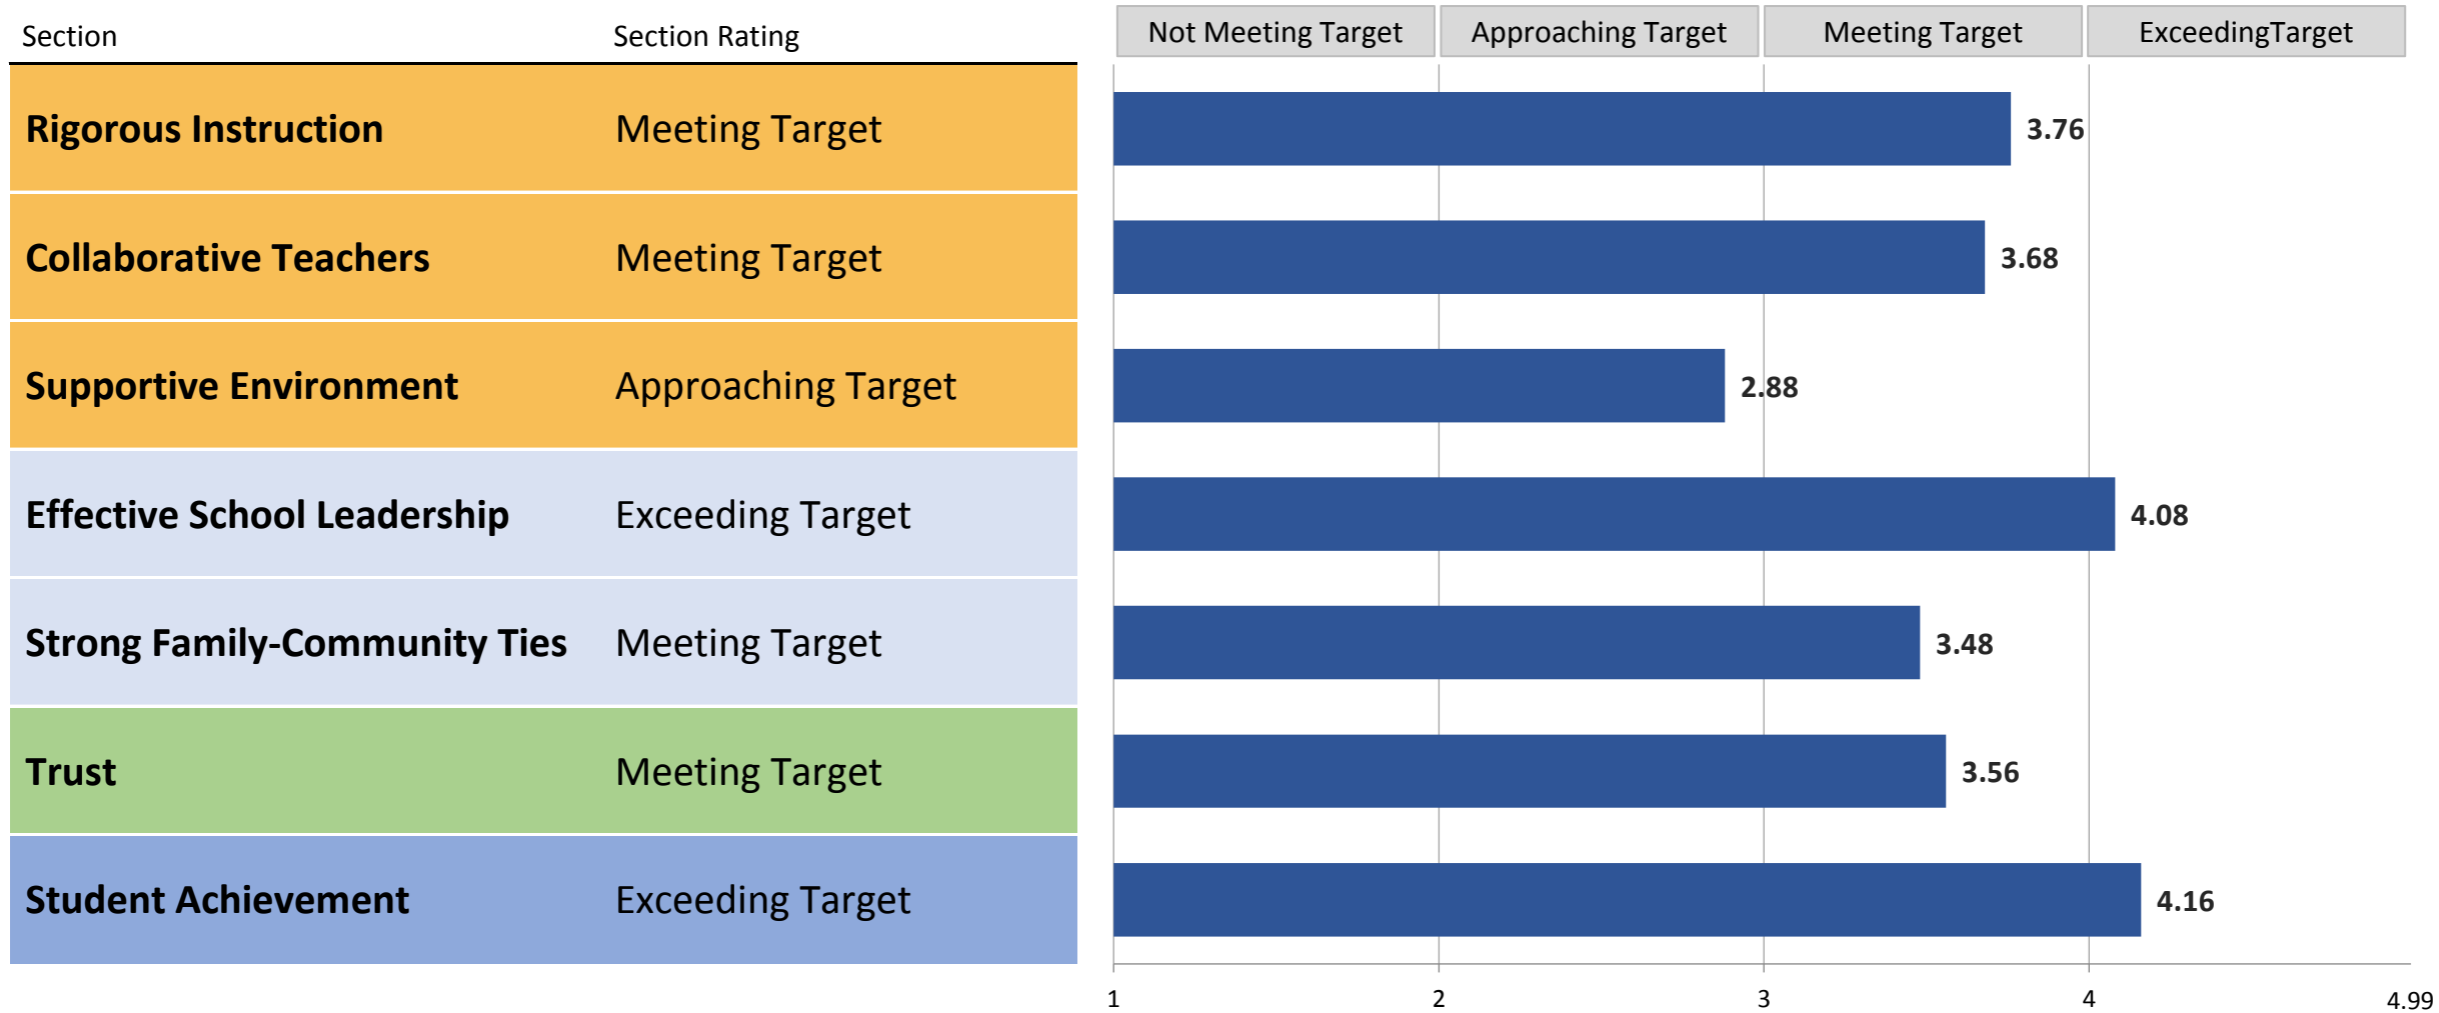 Section Section Rating Not Meeting Target Approaching Target Meeting Target ExceedingTarget
Rigorous Instruction Meeting Target 3.76
Collaborative Teachers Meeting Target 3.68
Supportive Environment Approaching Target 2.88
Effective School Leadership Exceeding Target 4.08
Strong Family-Community Ties Meeting Target 3.48
Trust Meeting Target 3.56
Student Achievement Exceeding Target 4.16
1 2 3 4 4.99